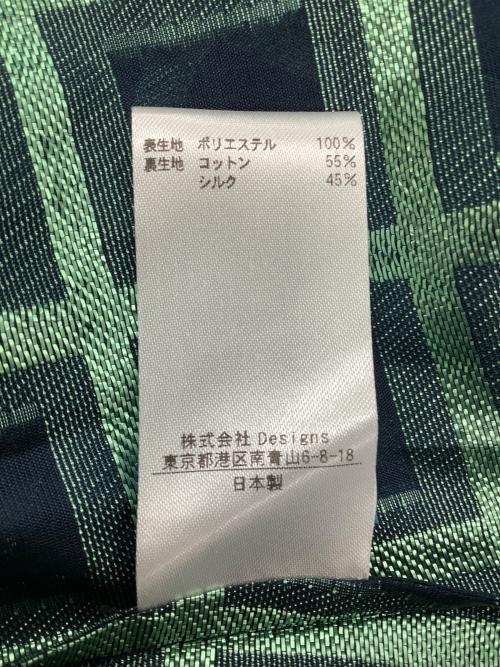 表生地 ポリエステル 100%
裏生地 コットン 55%
シルク 45%
株式会社 Designs
東京都港区南青山6-8-18
日本製